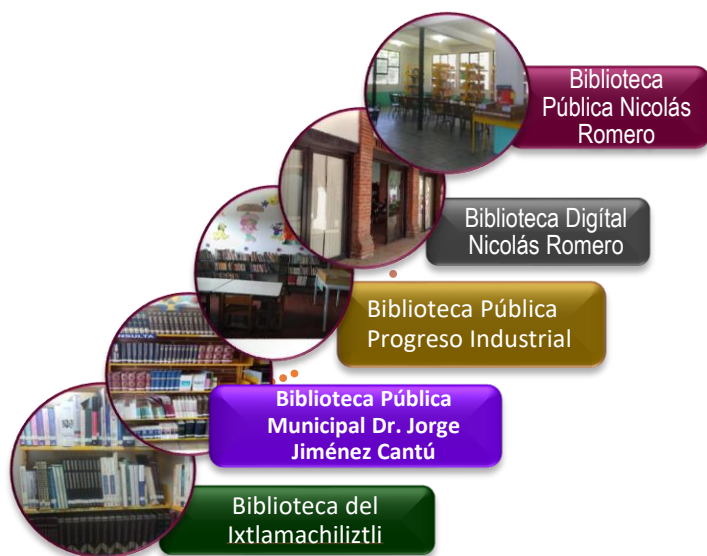 Biblioteca
Pública Nicolás
Romero
Biblioteca Digítal
Nicolás Romero
Biblioteca Pública
Progreso Industrial
Biblioteca Pública
Municipal Dr. Jorge
Jiménez Cantú
Biblioteca del
Ixtlamachiliztli